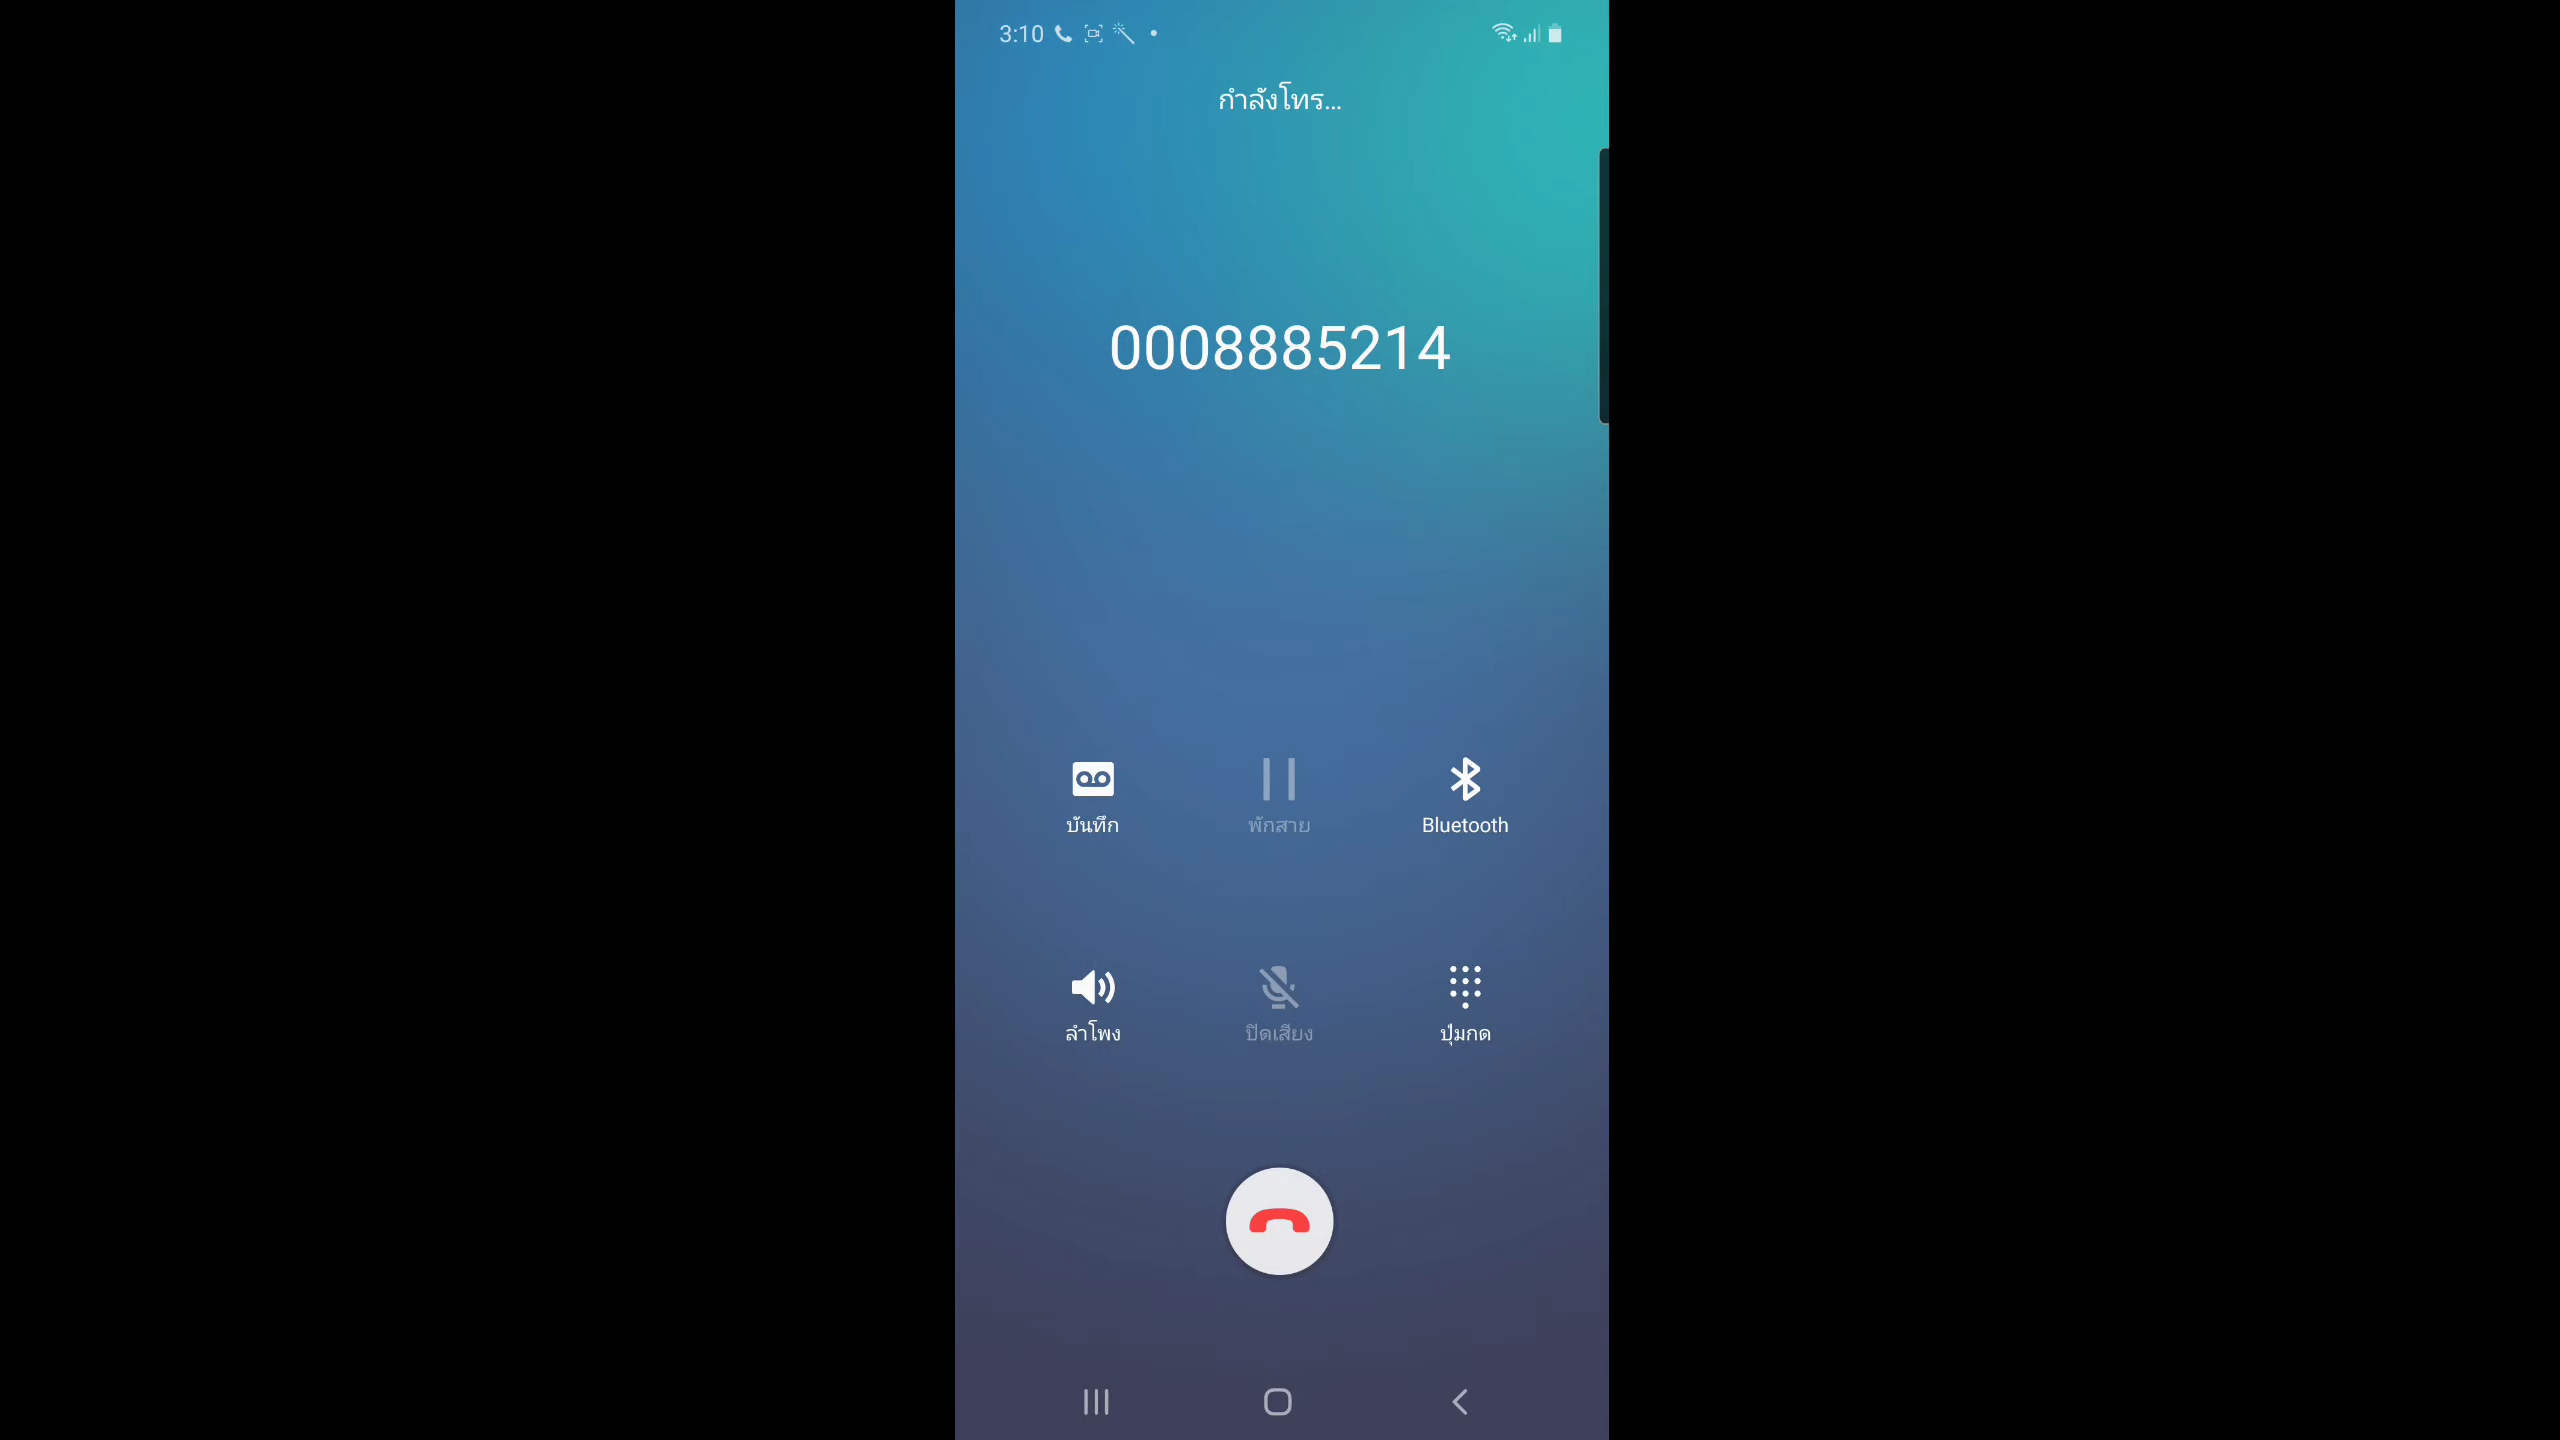 3:10
กำลังโทร...
0008885214
บันทึก
พักสาย
Bluetooth
ลำโพง
ปิดเสียง
ปุ่มกด